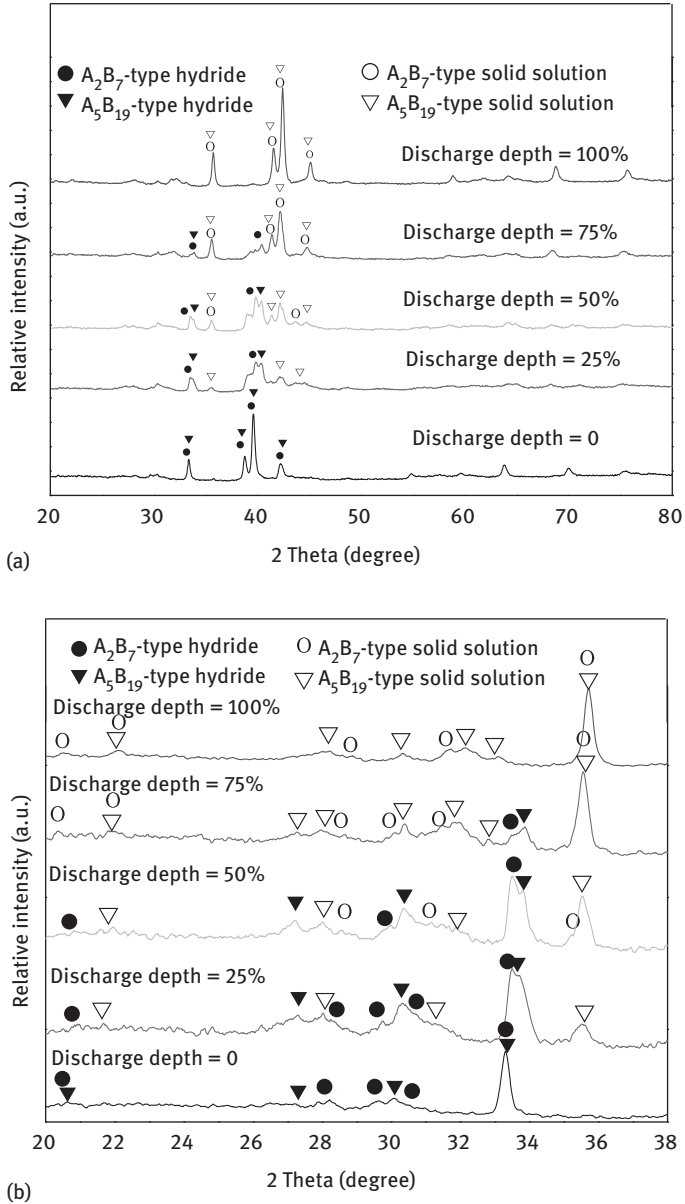 A2B7-type hydride
A5B19-type hydride
A2B7-type solid solution
A5B19-type solid solution
Discharge depth = 100%
Discharge depth = 75%
Discharge depth = 50%
Discharge depth = 25%
Discharge depth = 0
Relative intensity (a.u.)
20 30 40 50 60 70 80
2 Theta (degree)
(a)
A2B7-type hydride
A5B19-type hydride
A2B7-type solid solution
A5B19-type solid solution
Discharge depth = 100%
Discharge depth = 75%
Discharge depth = 50%
Discharge depth = 25%
Discharge depth = 0
Relative intensity (a.u.)
20 22 24 26 28 30 32 34 36 38
2 Theta (degree)
(b)